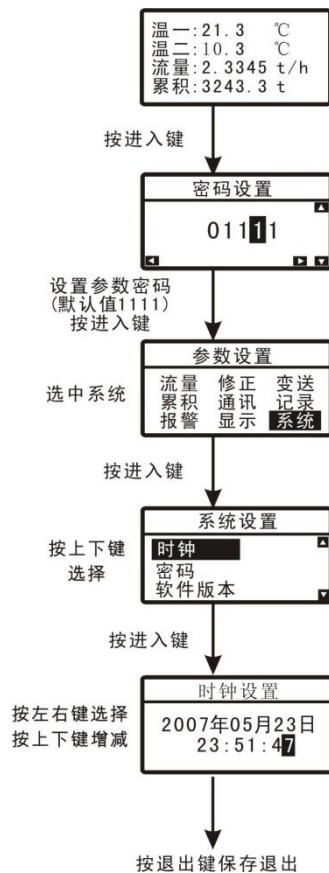 温一:21.3 ℃
温二:10.3 ℃
流量:2.3345 t/h
累积:3243.3 t
按进入键
密码设置
01111
设置参数密码
(默认值1111)
按进入键
参数设置
选中系统
流量 修正 变送
累积 通讯 记录
报警 显示 系统
按进入键
系统设置
按上下键
选择
时钟
密码
软件版本
按进入键
时钟设置
按左右键选择
按上下键增减
2007年05月23日
23:51:47
按退出键保存退出